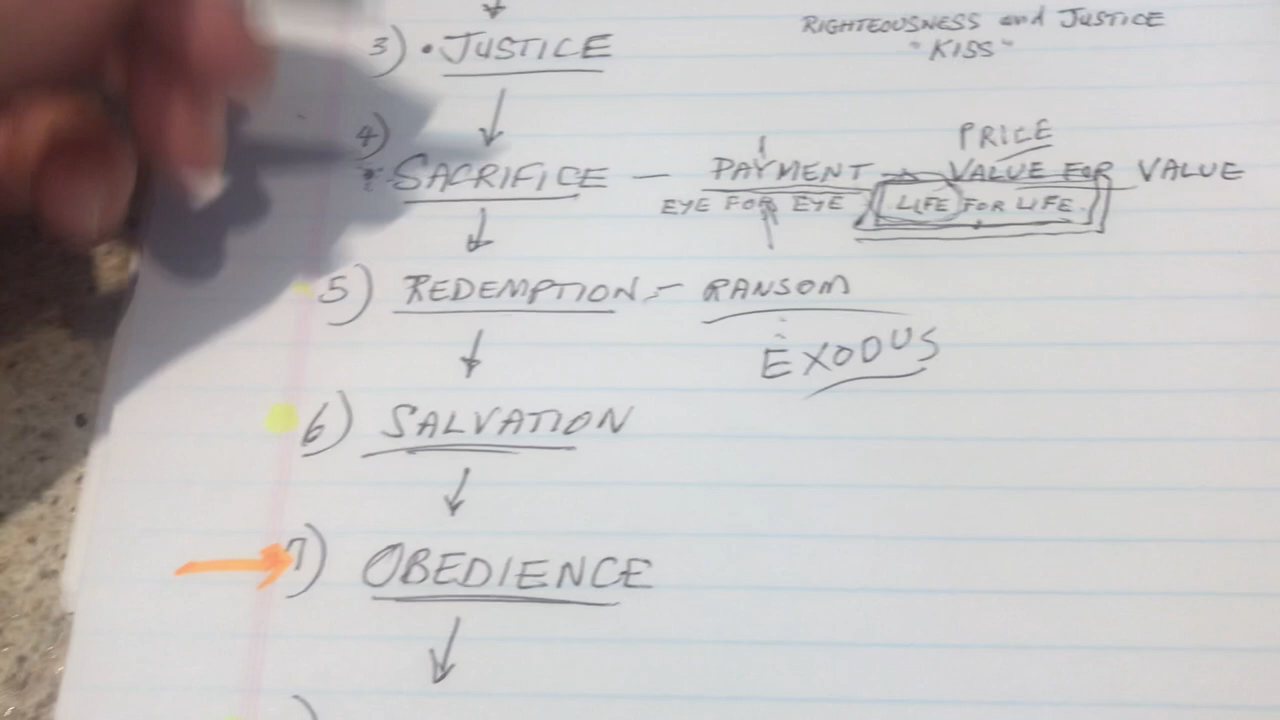 RIGHTEOUSNESS and JUSTICE
3) • JUSTICE
"KISS"
PRICE
4) SACRIFICE — PAYMENT → VALUE FOR VALUE
EYE FOR EYE / LIFE FOR LIFE
5) REDEMPTION - RANSOM
EXODUS
6) SALVATION
7) OBEDIENCE